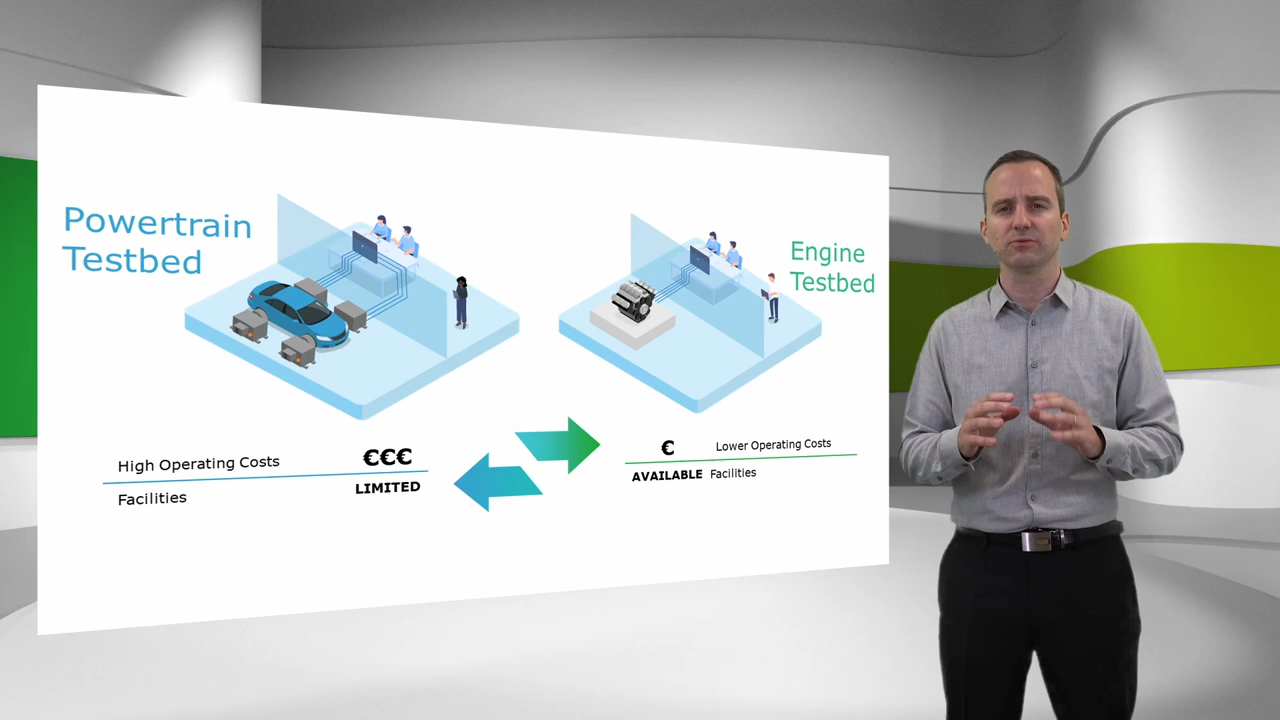 Powertrain
Testbed
Engine
Testbed
High Operating Costs €€€
Facilities LIMITED
€ Lower Operating Costs
AVAILABLE Facilities